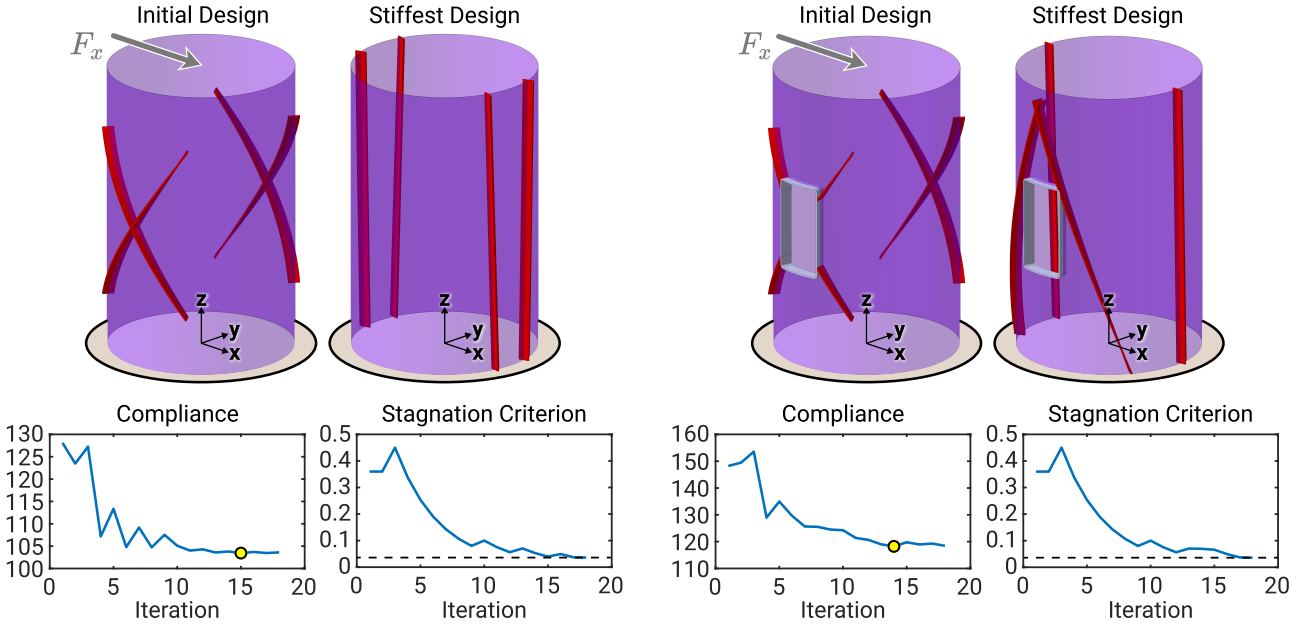 Initial Design Stiffest Design Initial Design Stiffest Design
Fx Fx
z z z z
y y y y
x x x x
Compliance Stagnation Criterion Compliance Stagnation Criterion
130 0.5 160 0.5
125 0.4 150 0.4
120 0.3 140 0.3
115 0.2 130 0.2
110 0.1 120 0.1
105 0 110 0
100
0 5 10 15 20 0 5 10 15 20 0 5 10 15 20 0 5 10 15 20
Iteration Iteration Iteration Iteration